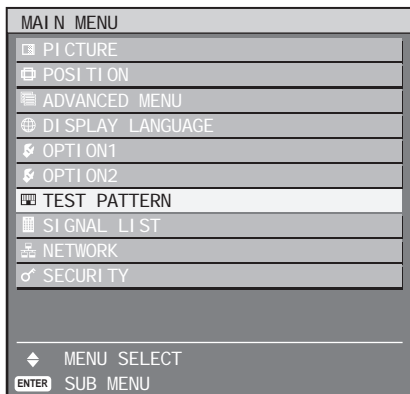 MAIN MENU
PICTURE
POSITION
ADVANCED MENU
DISPLAY LANGUAGE
OPTION1
OPTION2
TEST PATTERN
SIGNAL LIST
NETWORK
SECURITY
MENU SELECT
ENTER SUB MENU